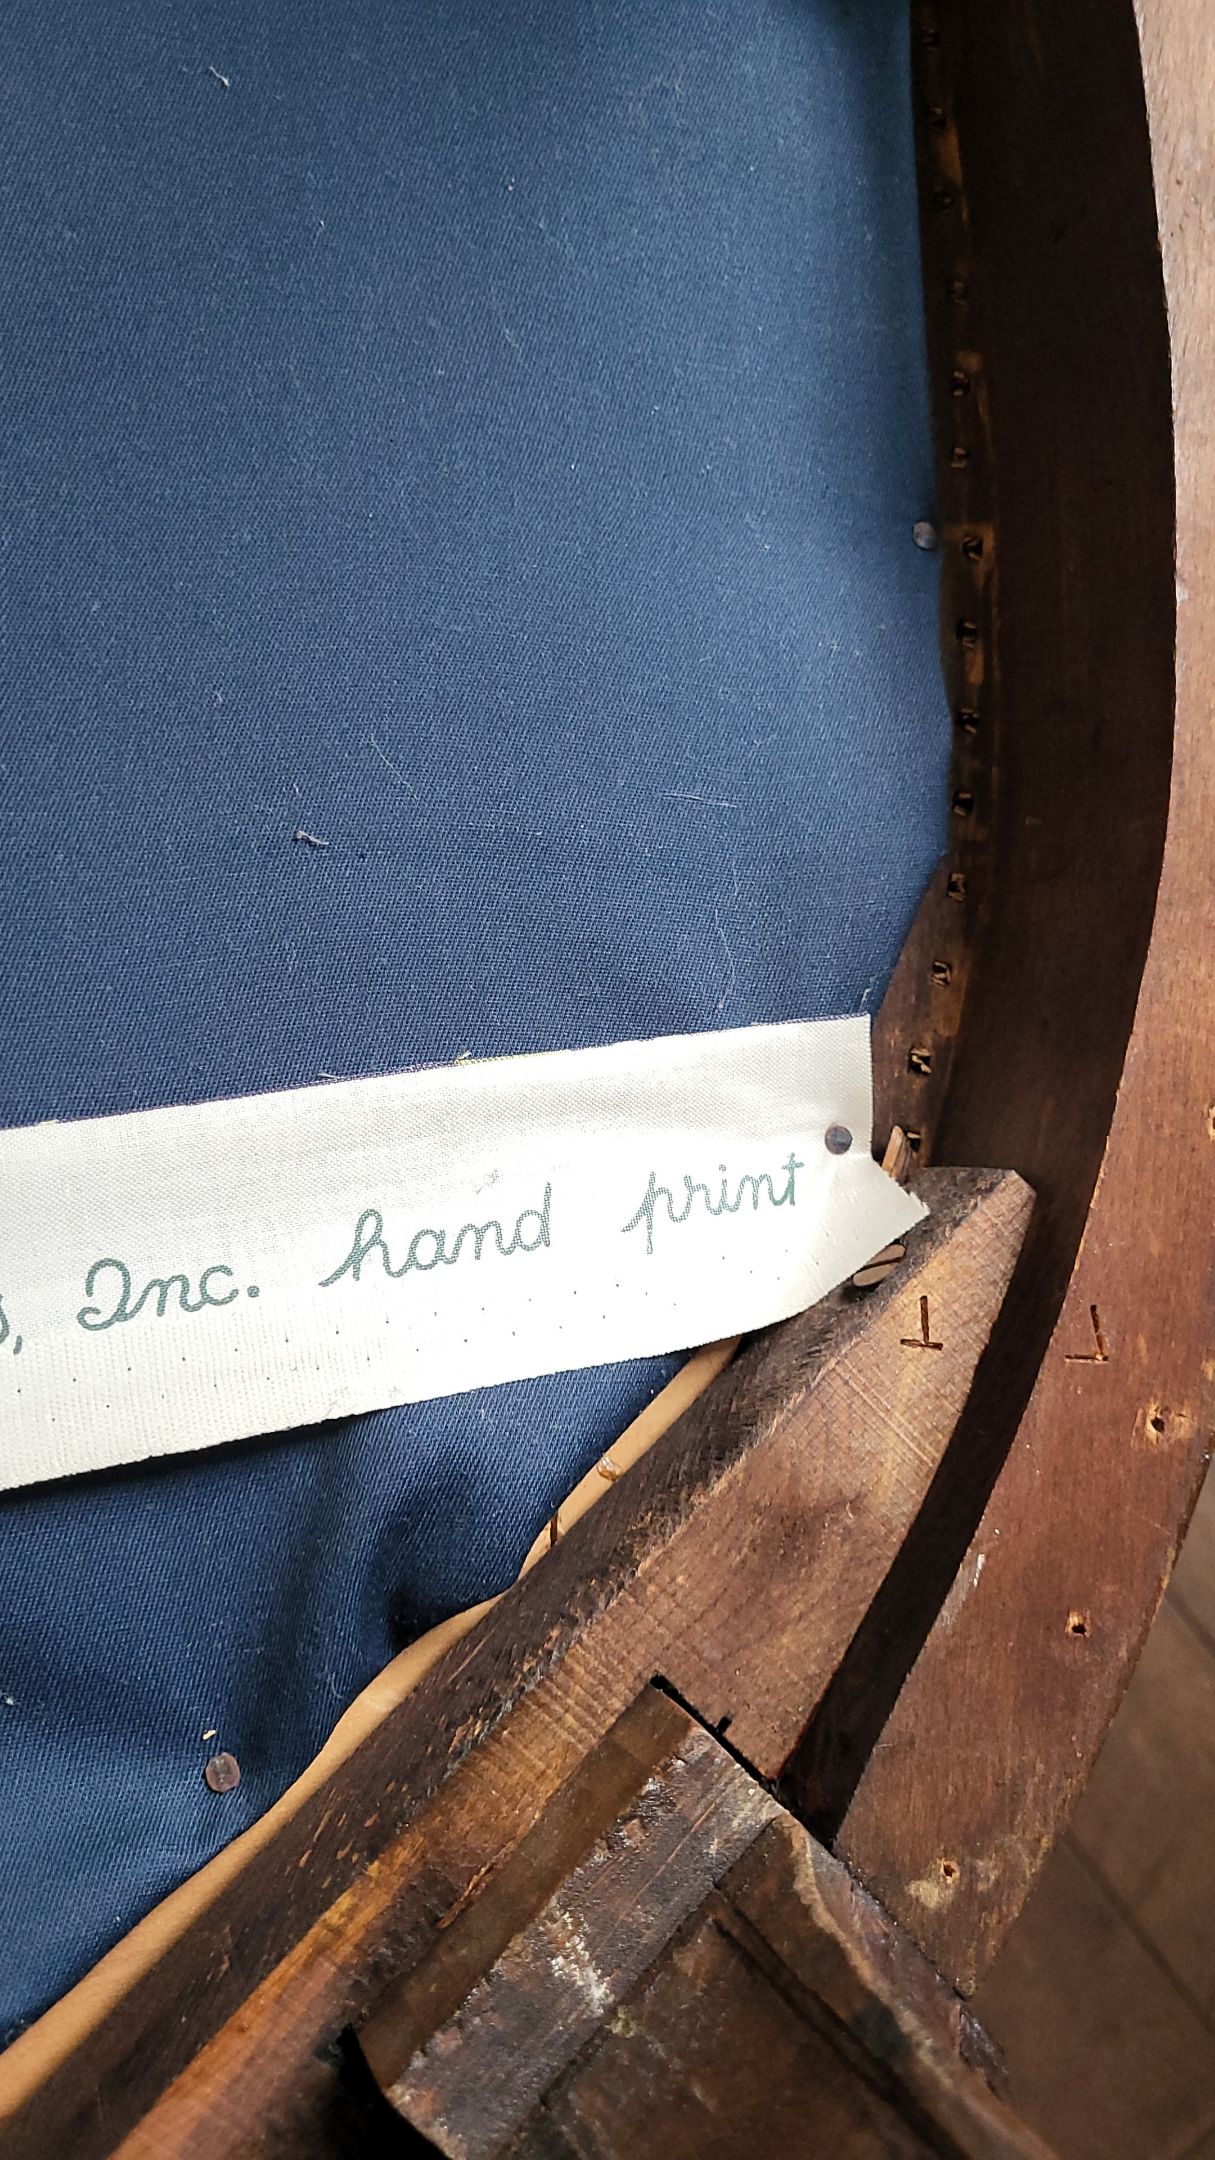 , Inc. hand print